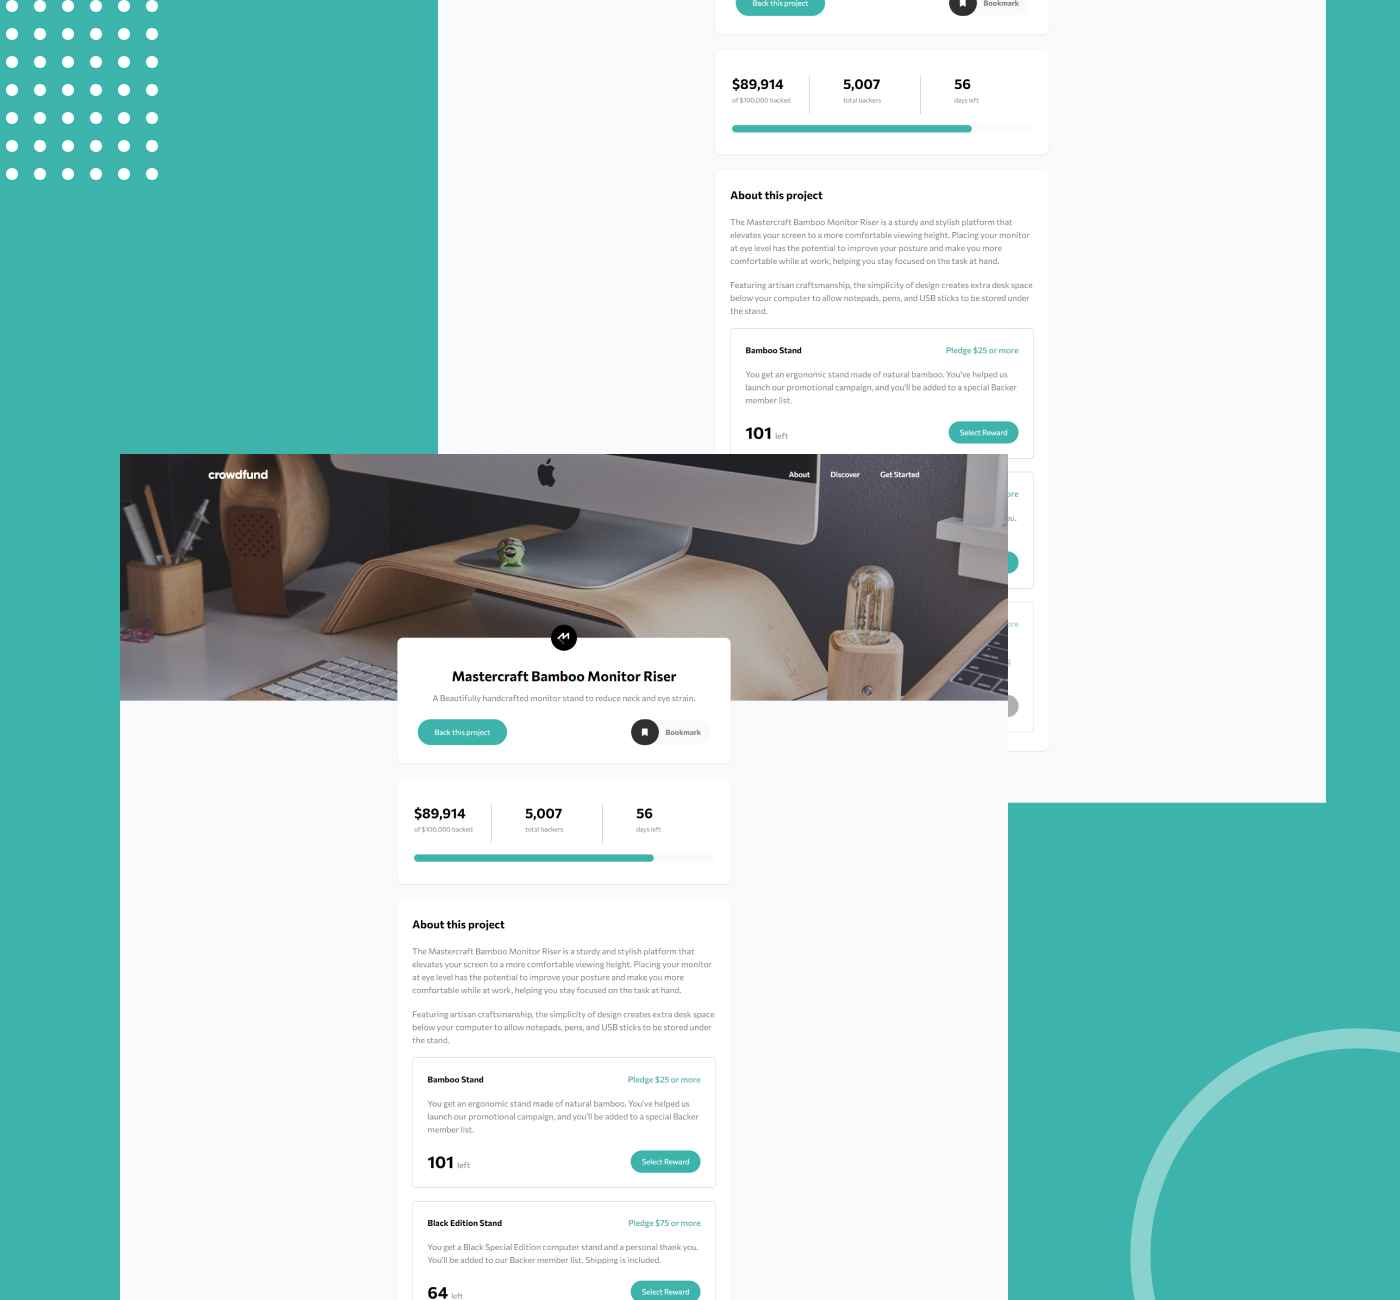 Back this project
Bookmark
$89,914
5,007
56
of $100,000 backed
total backers
days left
About this project
The Mastercraft Bamboo Monitor Riser is a sturdy and stylish platform that
elevates your screen to a more comfortable viewing height. Placing your monitor
at eye level has the potential to improve your posture and make you more
comfortable while at work, helping you stay focused on the task at hand.
Featuring artisan craftsmanship, the simplicity of design creates extra desk space
below your computer to allow notepads, pens, and USB sticks to be stored under
the stand.
Bamboo Stand
Pledge $25 or more
You get an ergonomic stand made of natural bamboo. You've helped us
launch our promotional campaign, and you'll be added to a special Backer
member list.
101 left
Select Reward
ore
ou.
ore
crowdfund
About
Discover
Get Started
Mastercraft Bamboo Monitor Riser
A Beautifully handcrafted monitor stand to reduce neck and eye strain.
Back this project
Bookmark
$89,914
5,007
56
of $100,000 backed
total backers
days left
About this project
The Mastercraft Bamboo Monitor Riser is a sturdy and stylish platform that
elevates your screen to a more comfortable viewing height. Placing your monitor
at eye level has the potential to improve your posture and make you more
comfortable while at work, helping you stay focused on the task at hand.
Featuring artisan craftsmanship, the simplicity of design creates extra desk space
below your computer to allow notepads, pens, and USB sticks to be stored under
the stand.
Bamboo Stand
Pledge $25 or more
You get an ergonomic stand made of natural bamboo. You've helped us
launch our promotional campaign, and you'll be added to a special Backer
member list.
101 left
Select Reward
Black Edition Stand
Pledge $75 or more
You get a Black Special Edition computer stand and a personal thank you.
You'll be added to our Backer member list. Shipping is included.
64 left
Select Reward